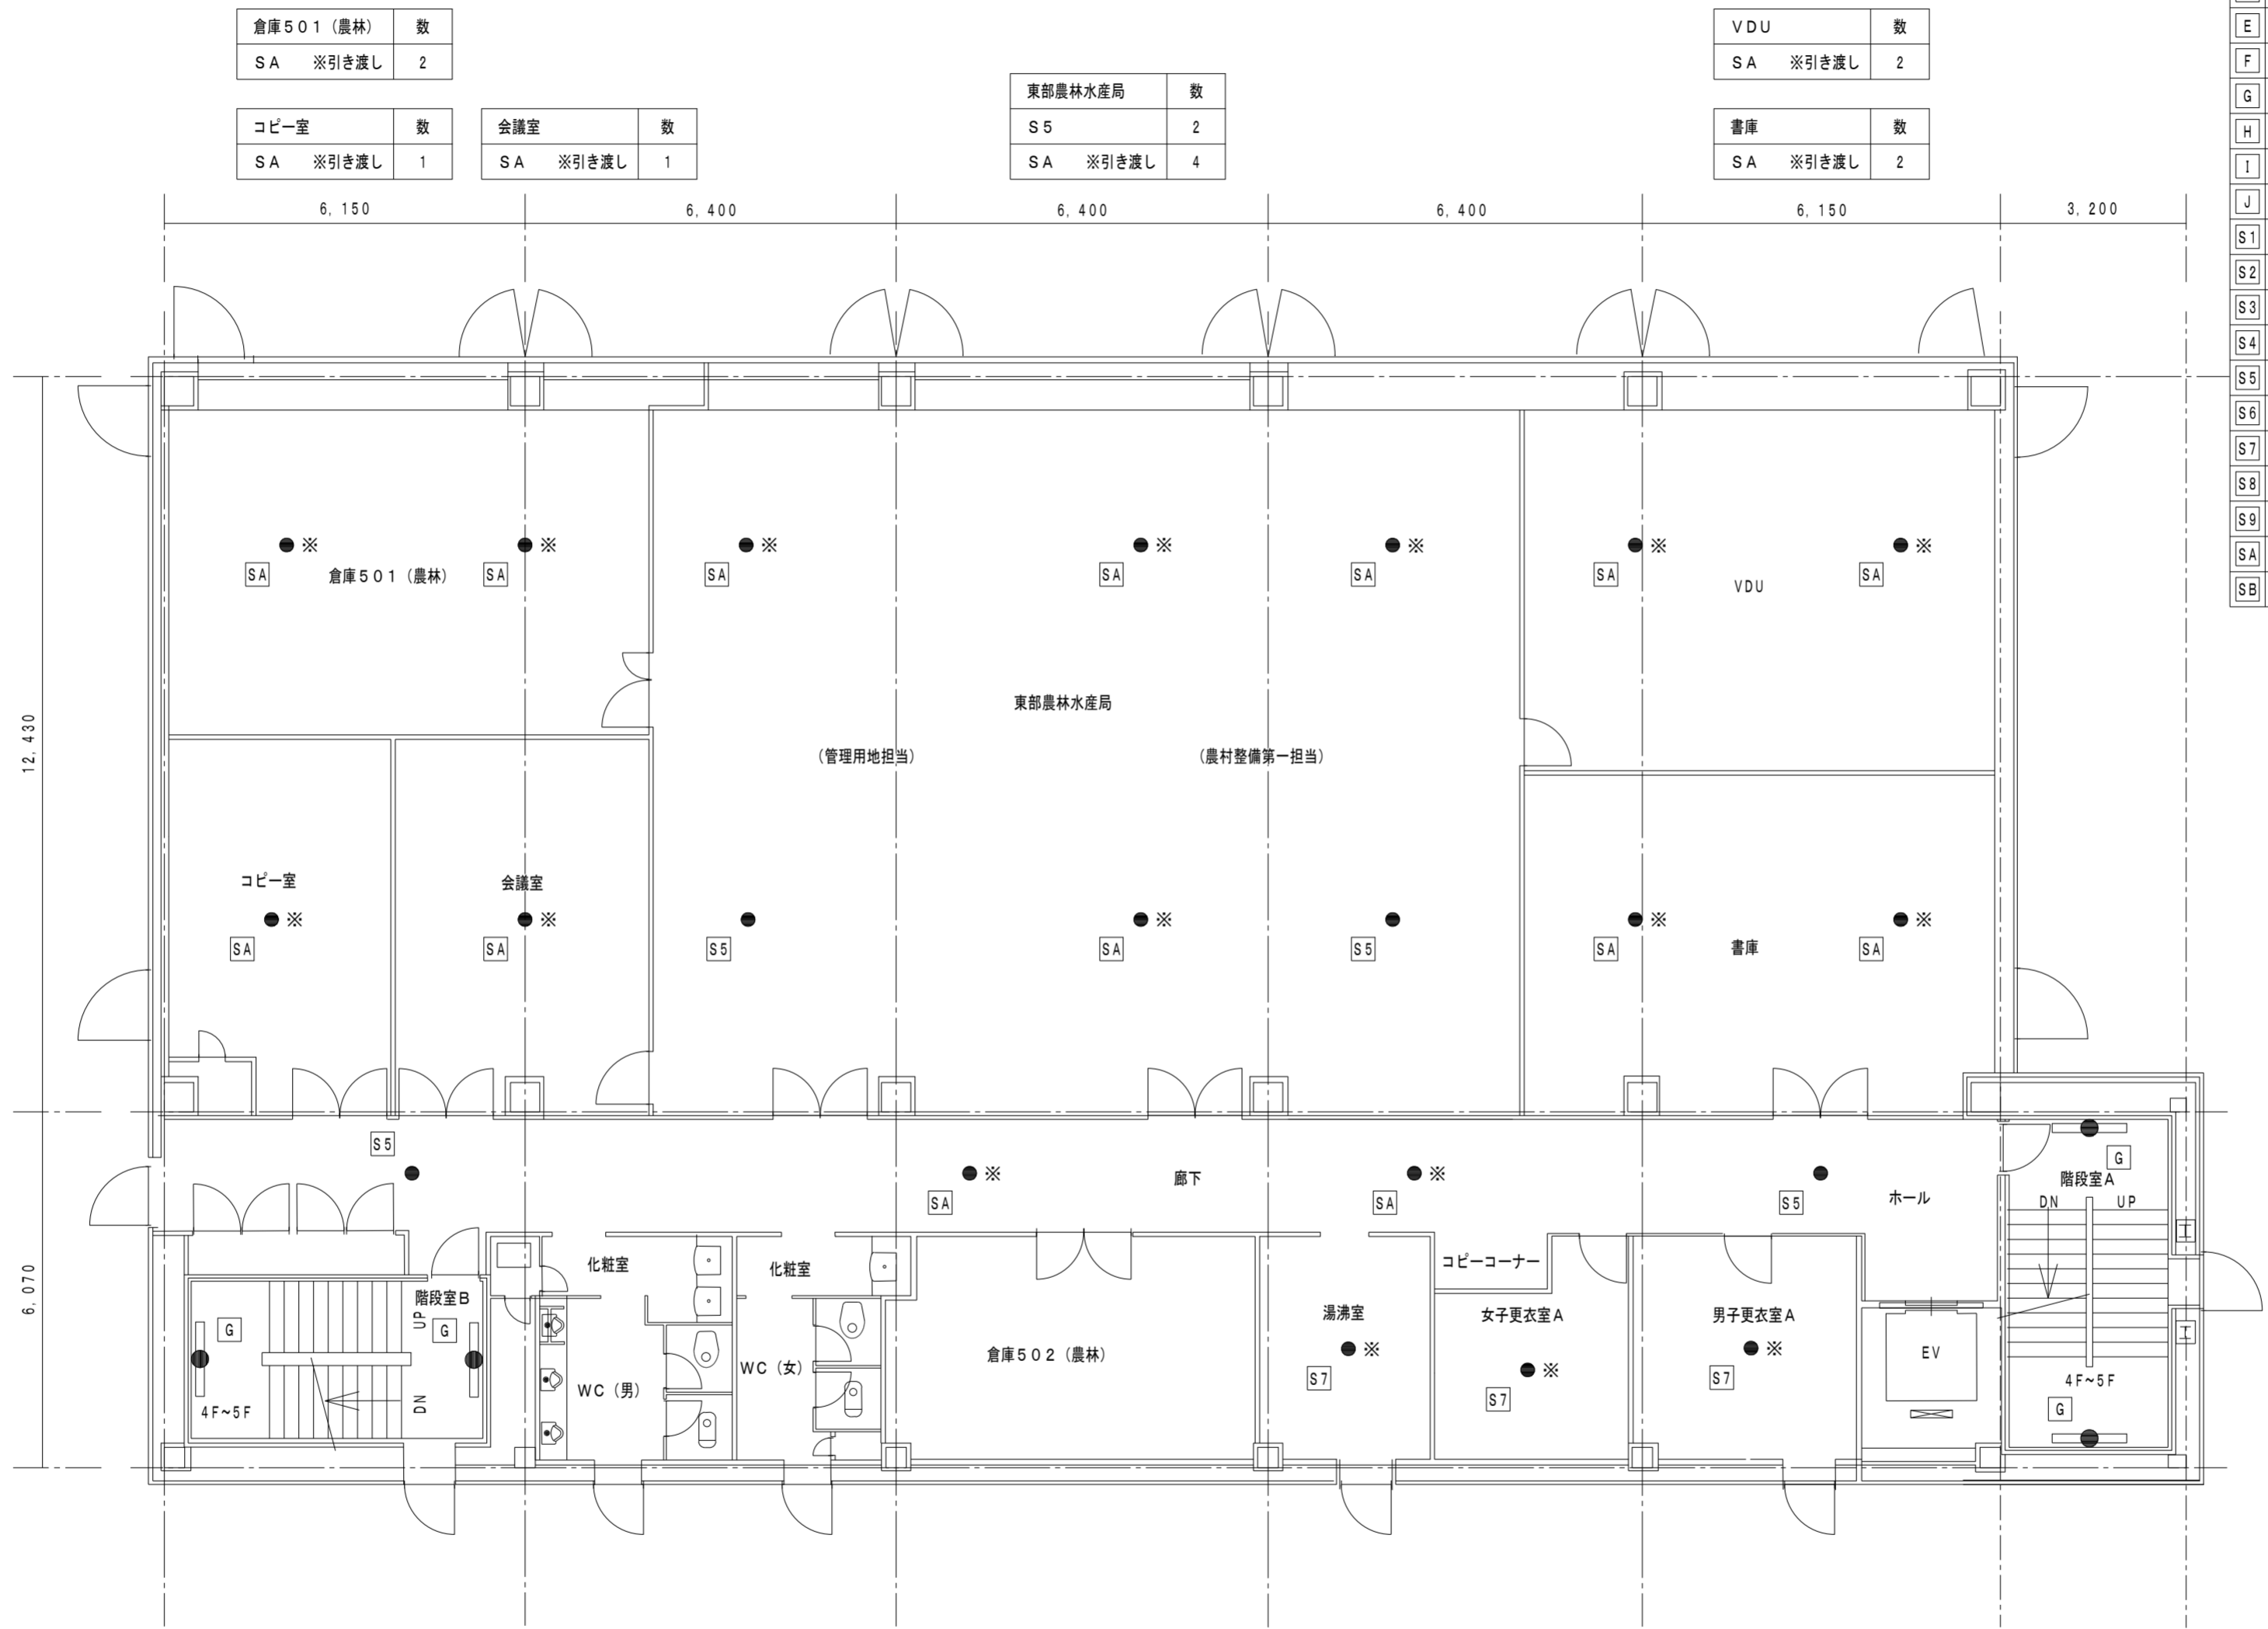 倉庫501（農林） 数
SA ※引き渡し 2
コピー室 数
SA ※引き渡し 1
会議室 数
SA ※引き渡し 1
東部農林水産局 数
S5 2
SA ※引き渡し 4
VDU 数
SA ※引き渡し 2
書庫 数
SA ※引き渡し 2
E
F
G
H
I
J
S1
S2
S3
S4
S5
S6
S7
S8
S9
SA
SB
6,150
6,400
6,400
6,400
6,150
3,200
12,430
6,070
※ ※ ※ ※ ※ ※ ※
SA SA SA SA SA SA SA
倉庫501（農林）
VDU
東部農林水産局
（管理用地担当） （農村整備第一担当）
コピー室 会議室
※ ※ ※ ※ ※
SA SA S5 SA S5 SA SA
書庫
S5
※ ※
SA SA S5
廊下
ホール
G
階段室A
DN UP
化粧室 化粧室 コピーコーナー
階段室B
UP
G G
湯沸室 女子更衣室A 男子更衣室A
※ ※ ※
S7 S7 S7
倉庫502（農林）
WC（女）
WC（男）
EV
DN
4F~5F
4F~5F
G